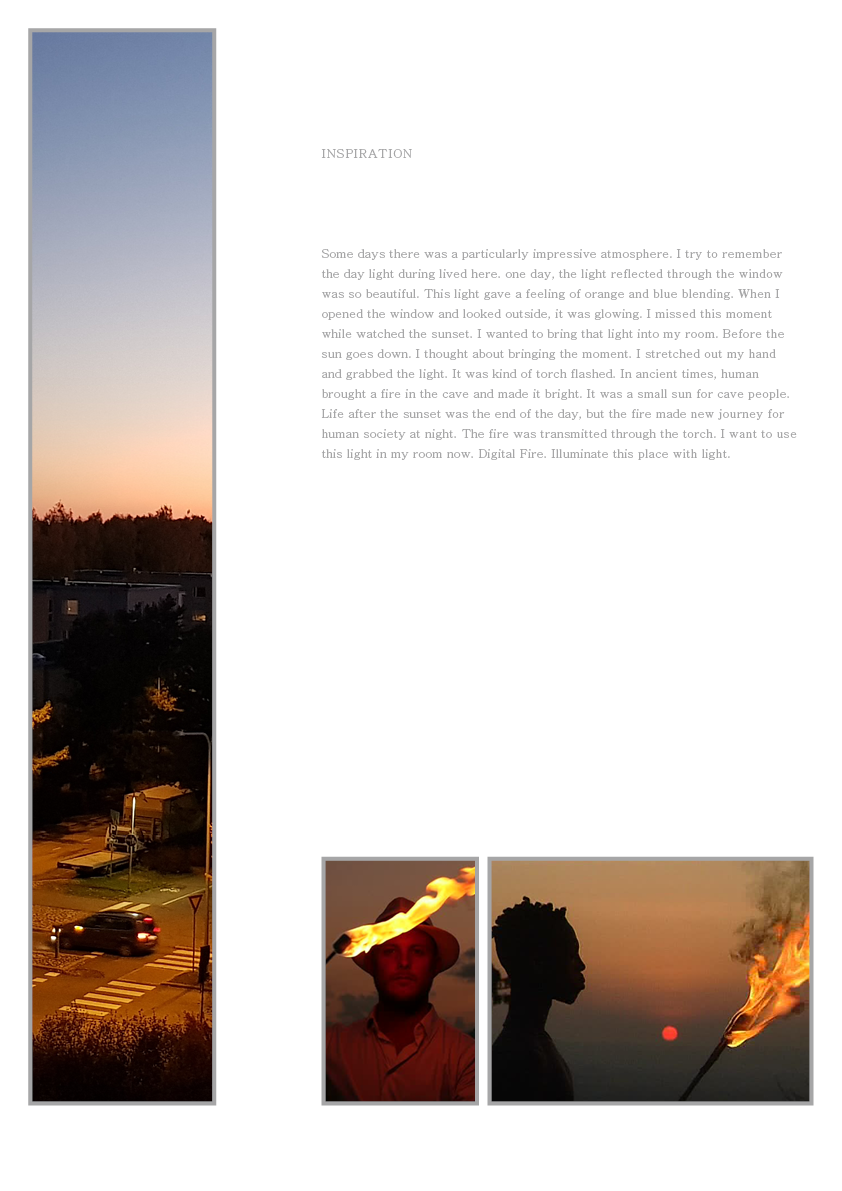 INSPIRATION
Some days there was a particularly impressive atmosphere. I try to remember
the day light during lived here. one day, the light reflected through the window
was so beautiful. This light gave a feeling of orange and blue blending. When I
opened the window and looked outside, it was glowing. I missed this moment
while watched the sunset. I wanted to bring that light into my room. Before the
sun goes down. I thought about bringing the moment. I stretched out my hand
and grabbed the light. It was kind of torch flashed. In ancient times, human
brought a fire in the cave and made it bright. It was a small sun for cave people.
Life after the sunset was the end of the day, but the fire made new journey for
human society at night. The fire was transmitted through the torch. I want to use
this light in my room now. Digital Fire. Illuminate this place with light.